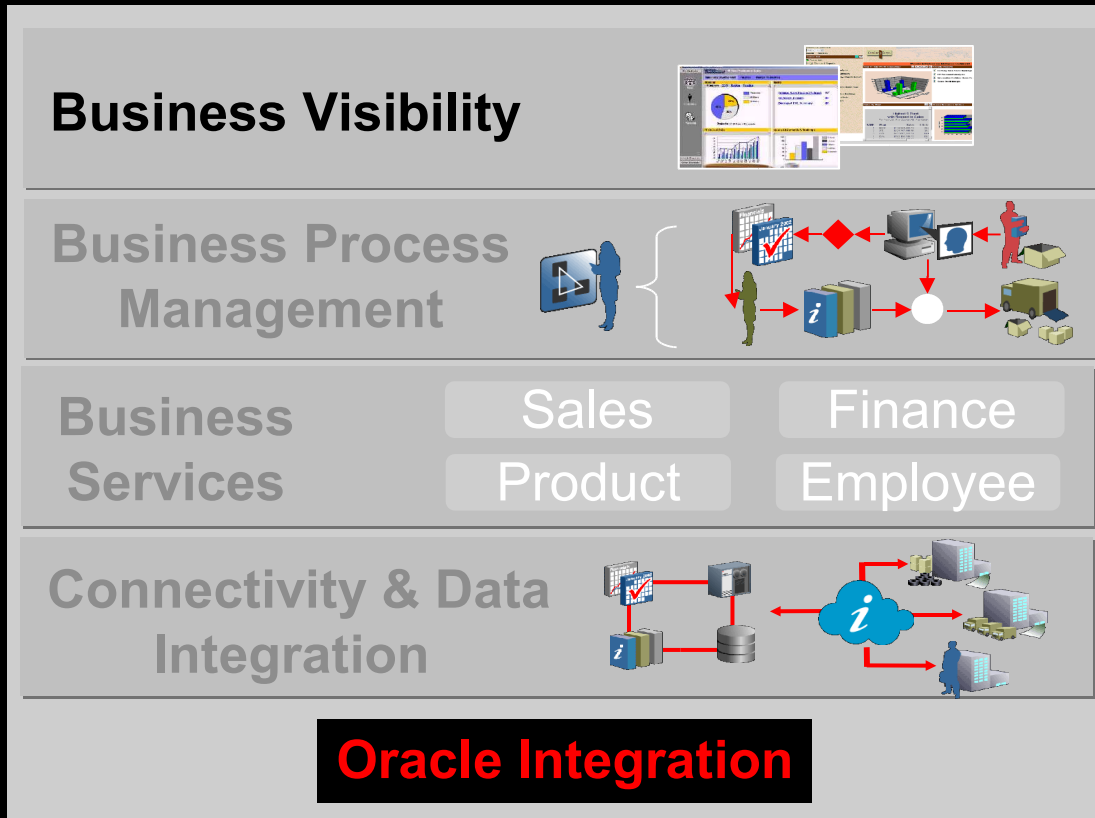 Business Visibility
Business Process
Management
i
Business
Services
Sales
Finance
Product
Employee
Connectivity & Data
Integration
i
i
Oracle Integration